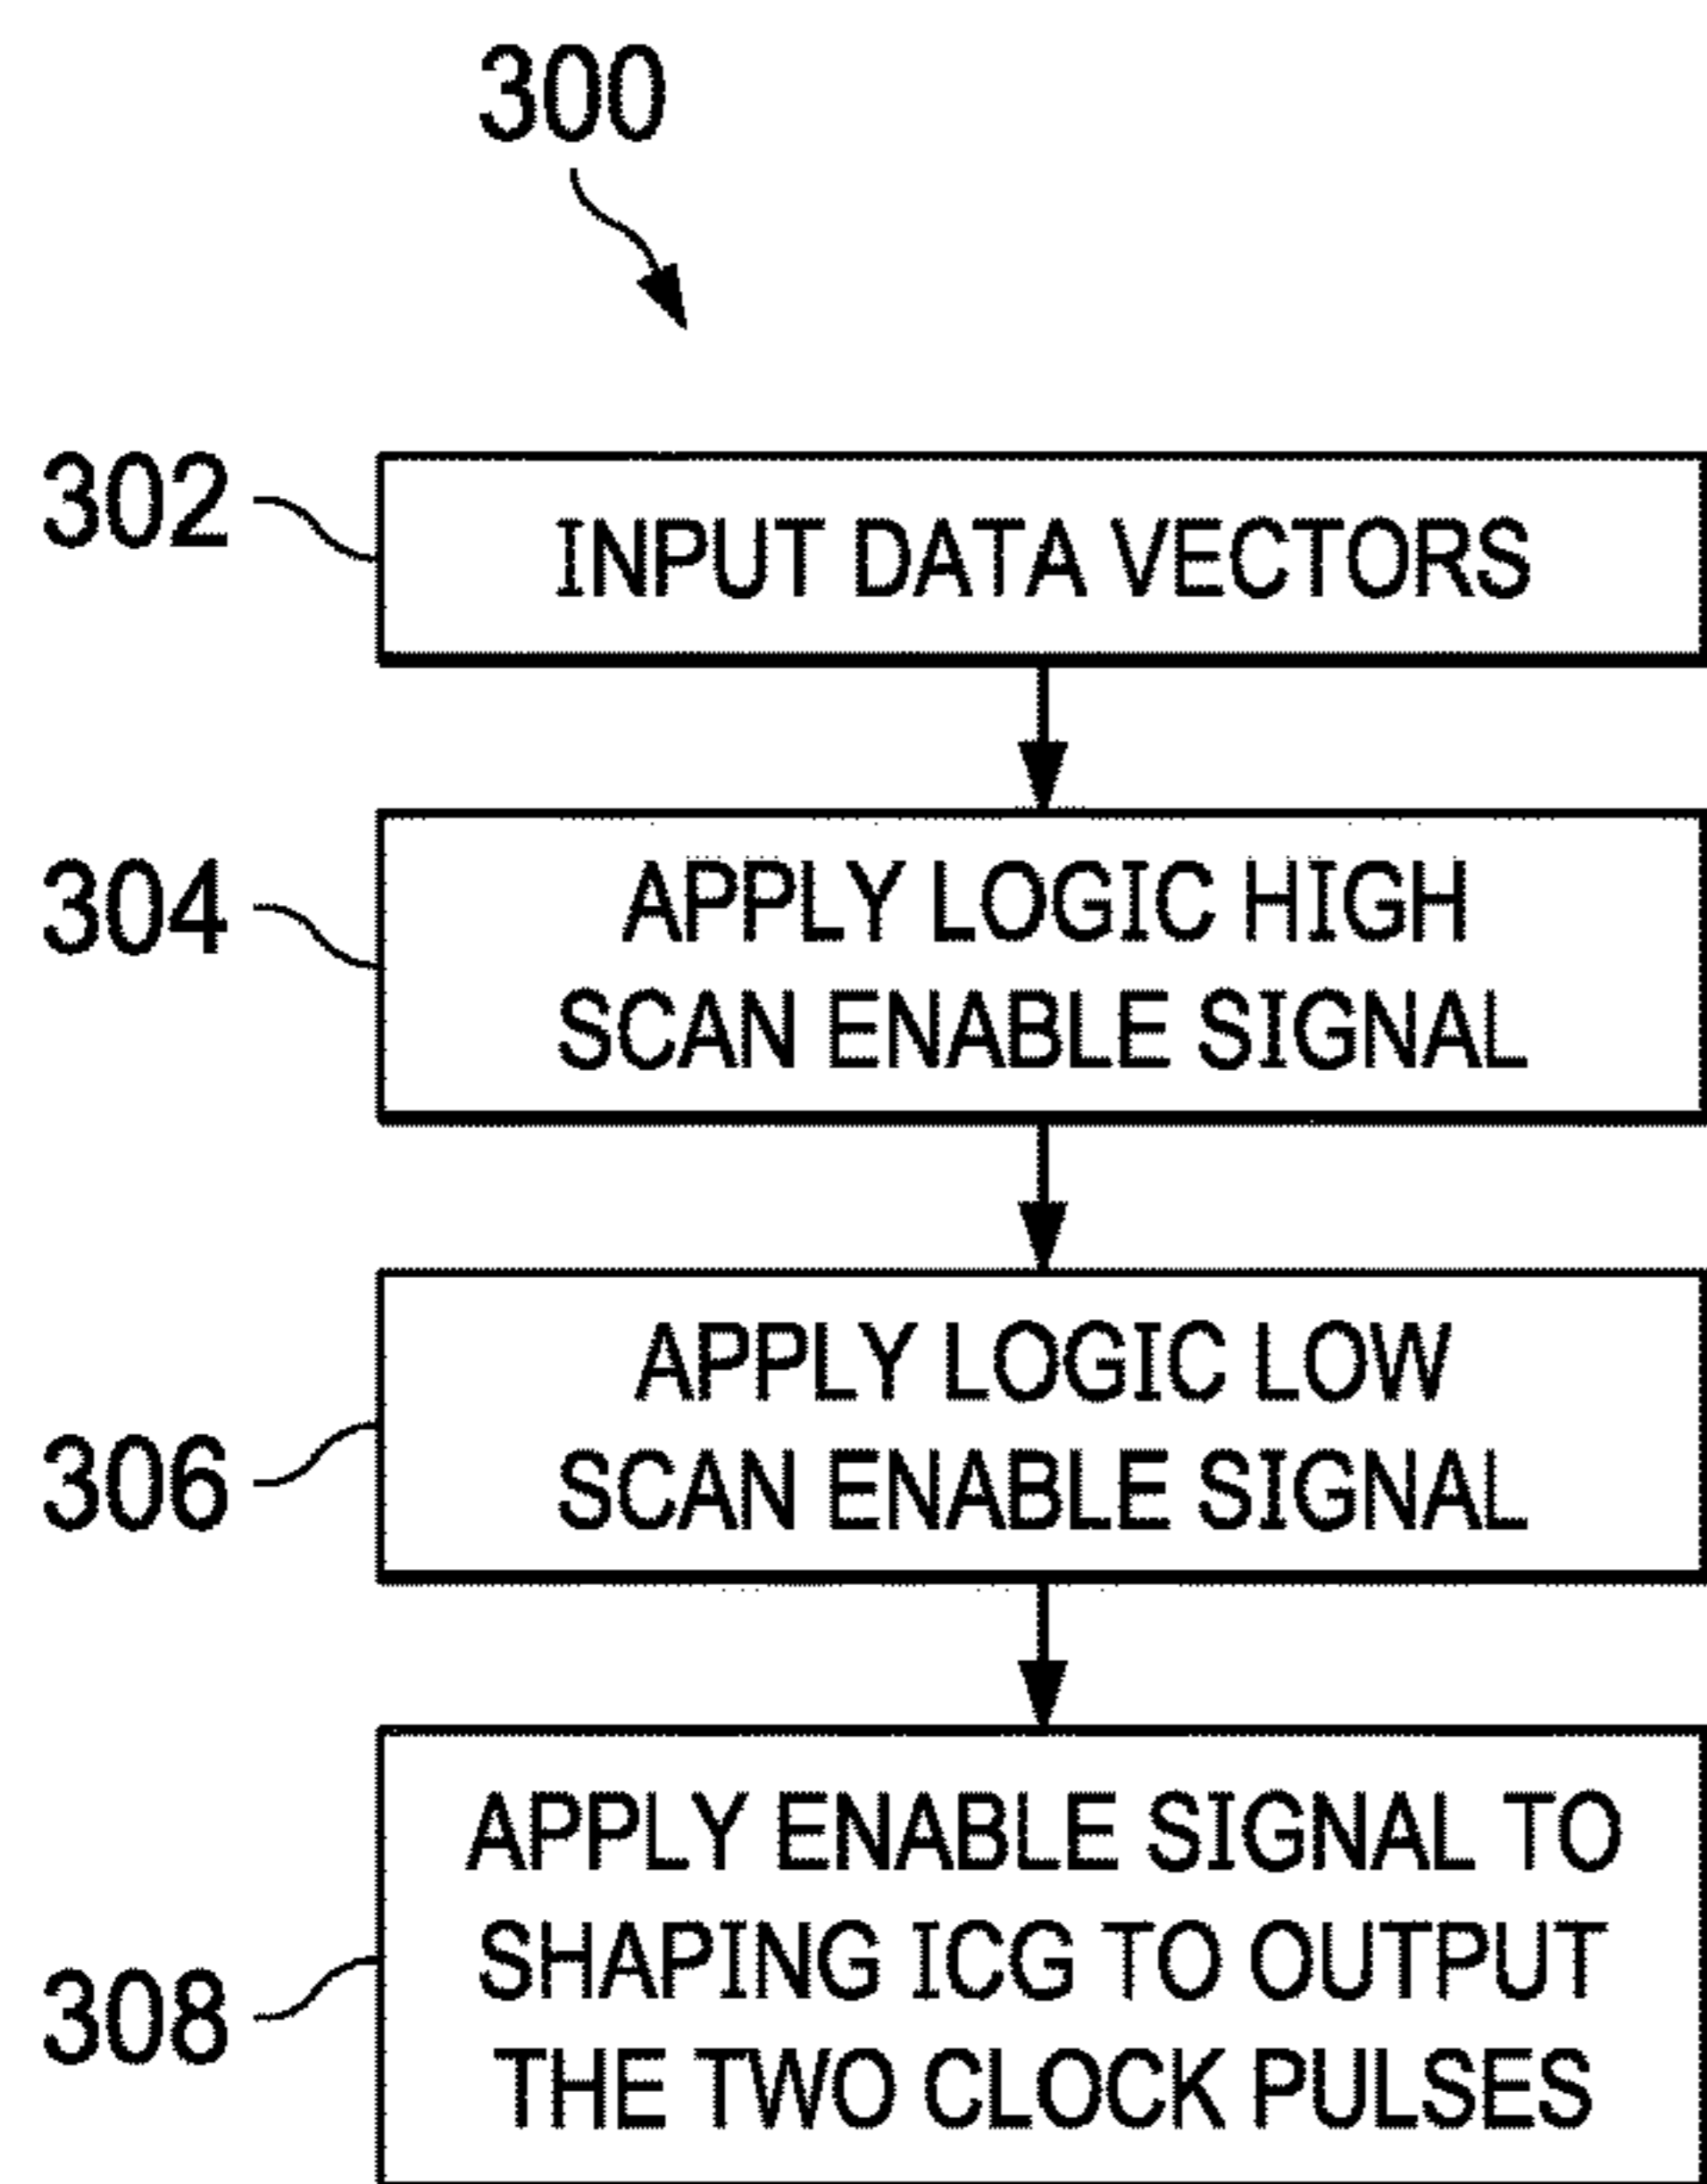 300
302
INPUT DATA VECTORS
304
APPLY LOGIC HIGH
SCAN ENABLE SIGNAL
306
APPLY LOGIC LOW
SCAN ENABLE SIGNAL
308
APPLY ENABLE SIGNAL TO
SHAPING ICG TO OUTPUT
THE TWO CLOCK PULSES